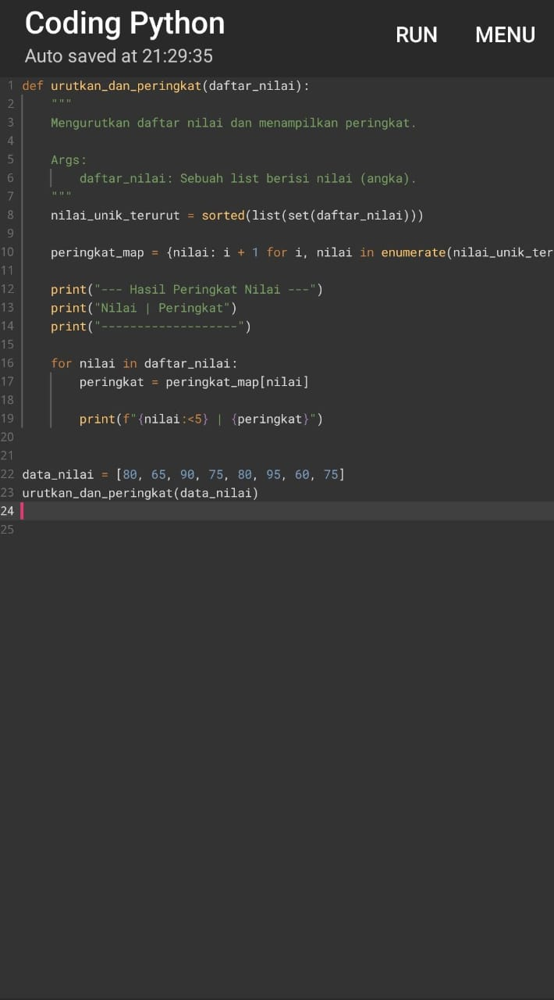 Coding Python
RUN MENU
Auto saved at 21:29:35
1 def urutkan_dan_peringkat(daftar_nilai):
2     """
3     Mengurutkan daftar nilai dan menampilkan peringkat.
4
5     Args:
6         daftar_nilai: Sebuah list berisi nilai (angka).
7     """
8     nilai_unik_terurut = sorted(list(set(daftar_nilai)))
9
10     peringkat_map = {nilai: i + 1 for i, nilai in enumerate(nilai_unik_ter
11
12     print("--- Hasil Peringkat Nilai ---")
13     print("Nilai | Peringkat")
14     print("-------------------")
15
16     for nilai in daftar_nilai:
17         peringkat = peringkat_map[nilai]
18
19         print(f"{nilai:<5} | {peringkat}")
20
21
22 data_nilai = [80, 65, 90, 75, 80, 95, 60, 75]
23 urutkan_dan_peringkat(data_nilai)
24
25